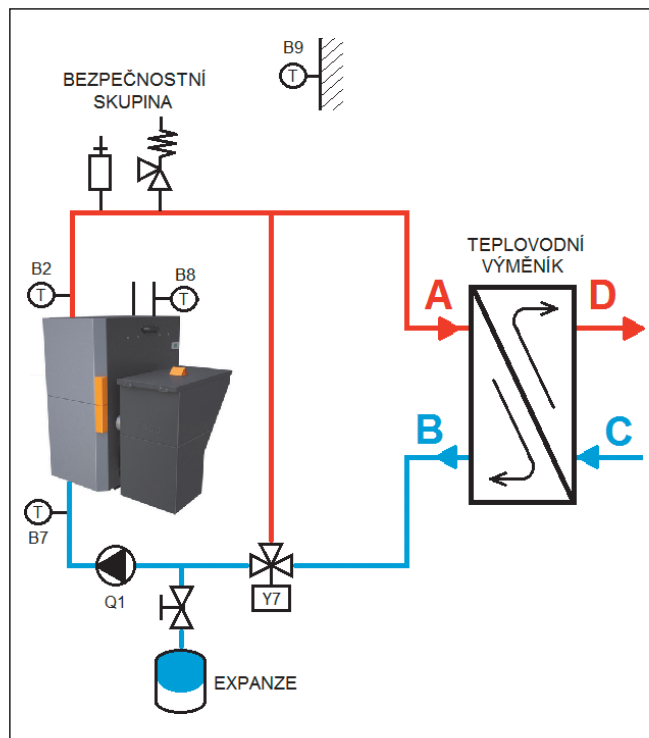 B9
T
BEZPEČNOSTNÍ
SKUPINA
TEPLOVODNÍ
VÝMĚNÍK
B2
T
B8
T
A
D
B
C
T
B7
Q1
Y7
EXPANZE